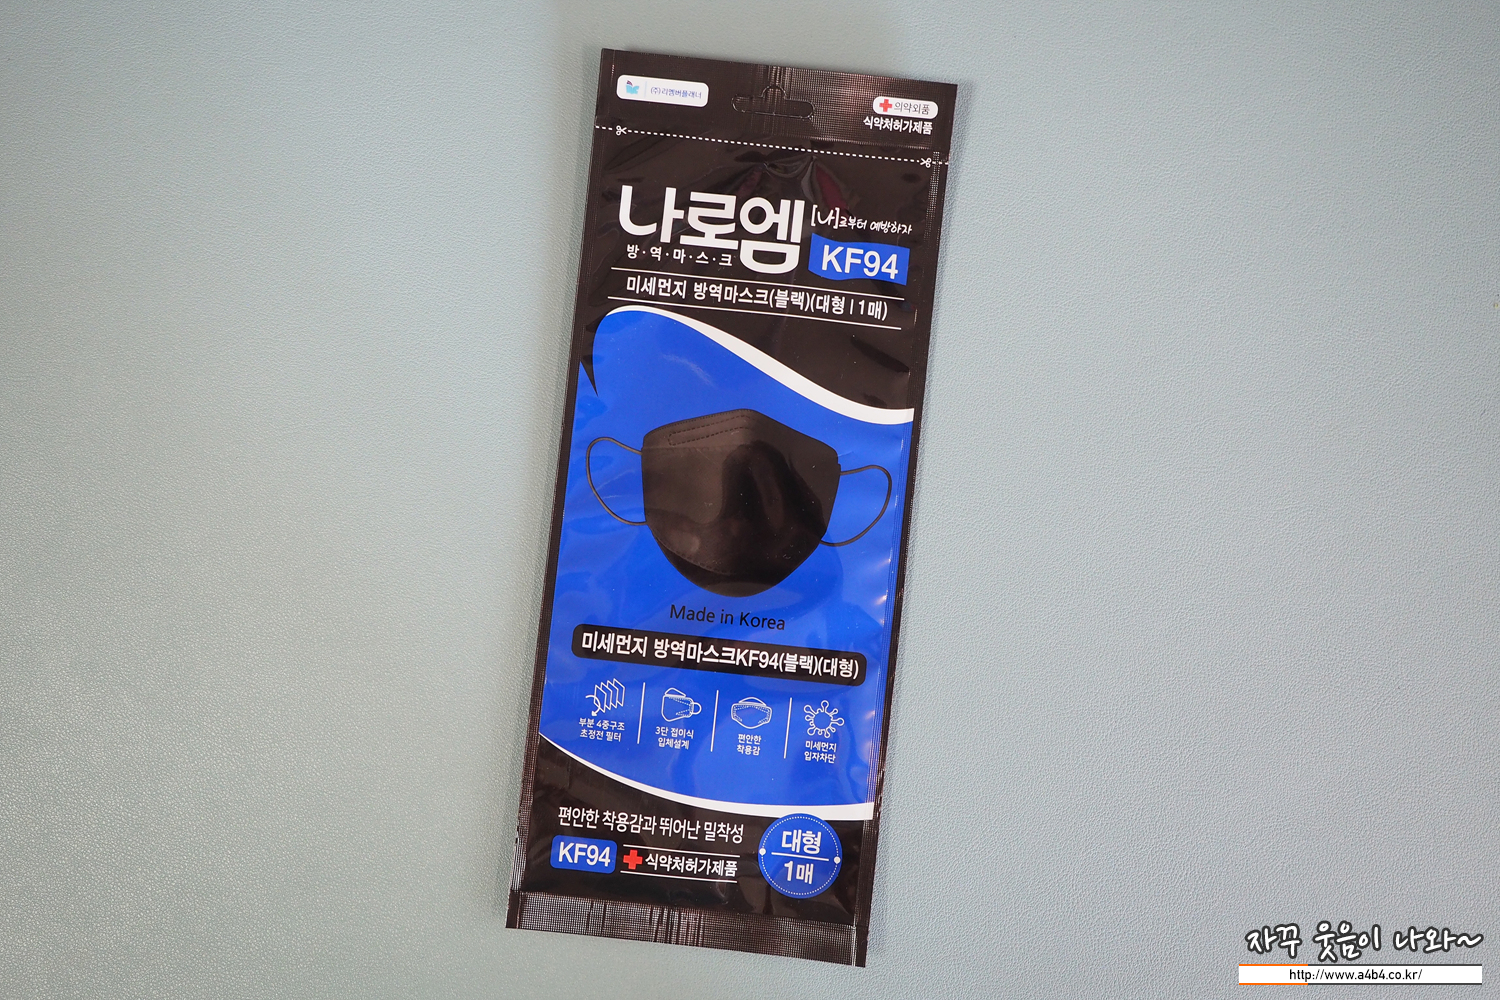 (주)리멤버플래너
의약외품
식약처허가제품
나로엠
[나]로부터 예방하자
방·역·마·스·크
KF94
미세먼지 방역마스크(블랙)(대형 | 1매)
Made in Korea
미세먼지 방역마스크KF94(블랙)(대형)
부분 4중구조
초정전 필터
3단 접이식
입체설계
편안한
착용감
미세먼지
입자차단
편안한 착용감과 뛰어난 밀착성
KF94
식약처허가제품
대형
1매
자꾸 웃음이 나와~
http://www.a4b4.co.kr/